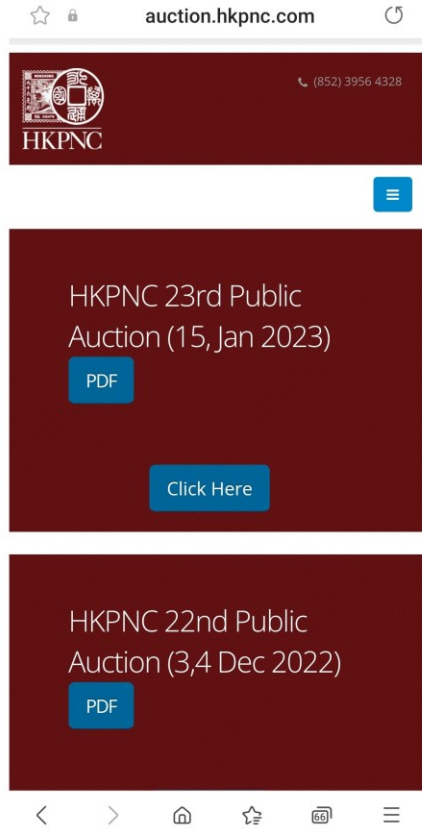 auction.hkpnc.com
(852) 3956 4328
HKPNC
HKPNC 23rd Public
Auction (15, Jan 2023)
PDF
Click Here
HKPNC 22nd Public
Auction (3,4 Dec 2022)
PDF
66